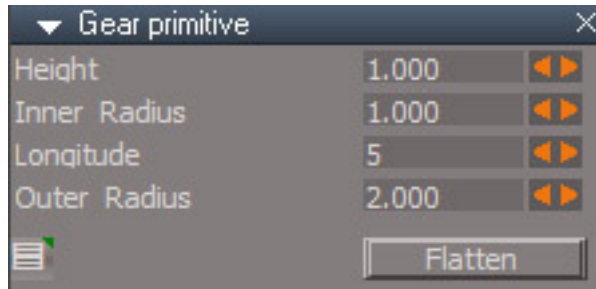 Gear primitive
Height 1.000
Inner Radius 1.000
Longitude 5
Outer Radius 2.000
Flatten